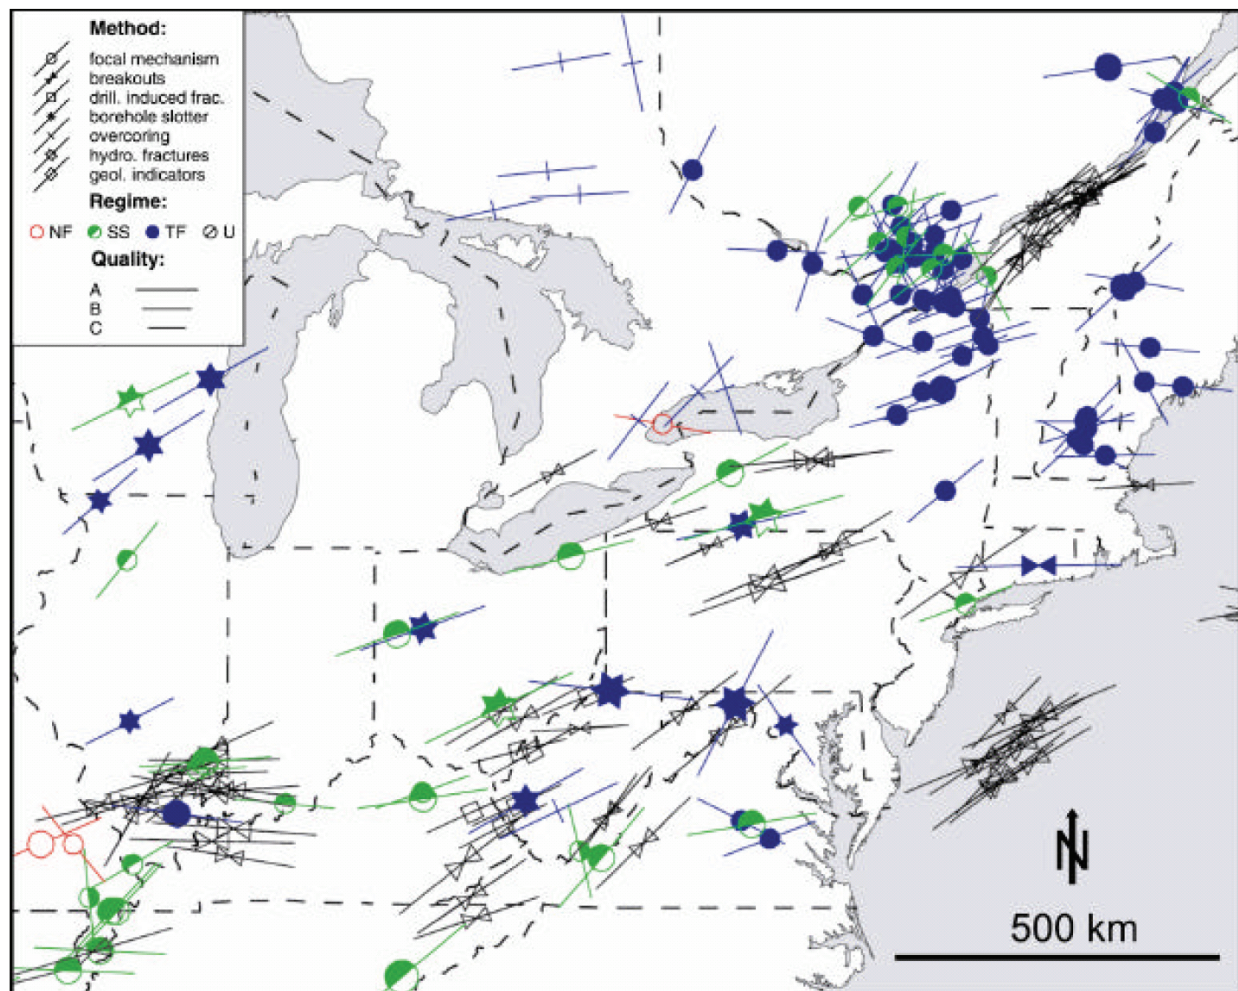 Method:
focal mechanism
breakouts
drill. induced frac.
borehole slotter
overcoring
hydro. fractures
geol. indicators
Regime:
NF SS TF U
Quality:
A
B
C
N
500 km